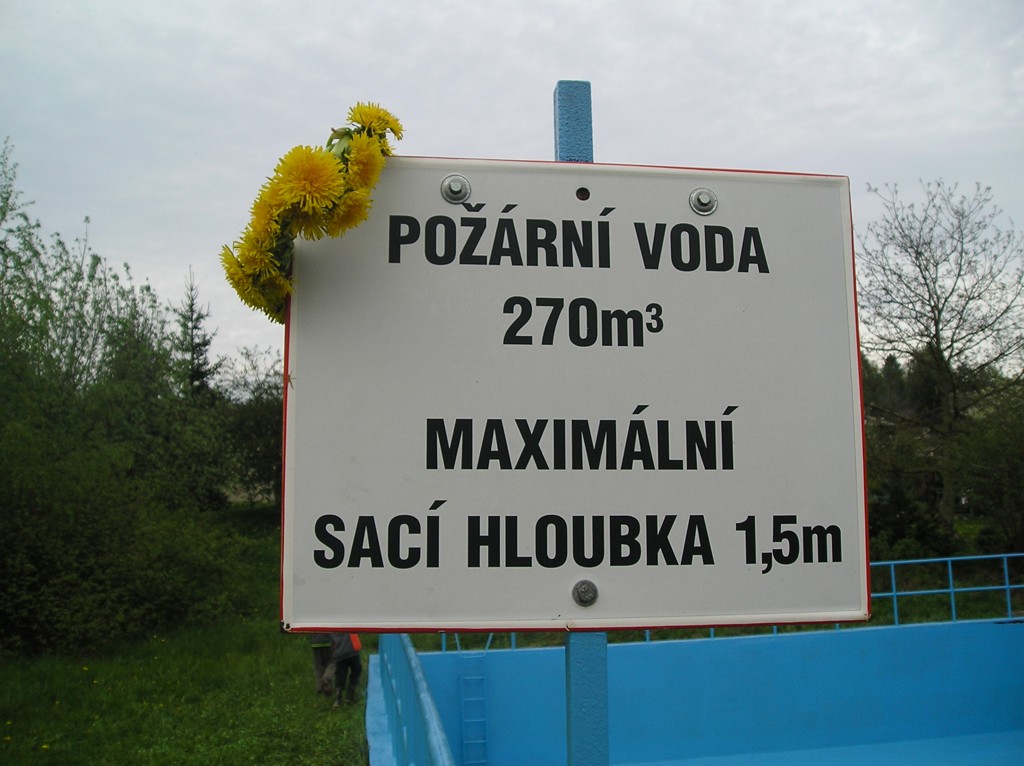 POŽÁRNÍ VODA
270m³
MAXIMÁLNÍ
SACÍ HLOUBKA 1,5m